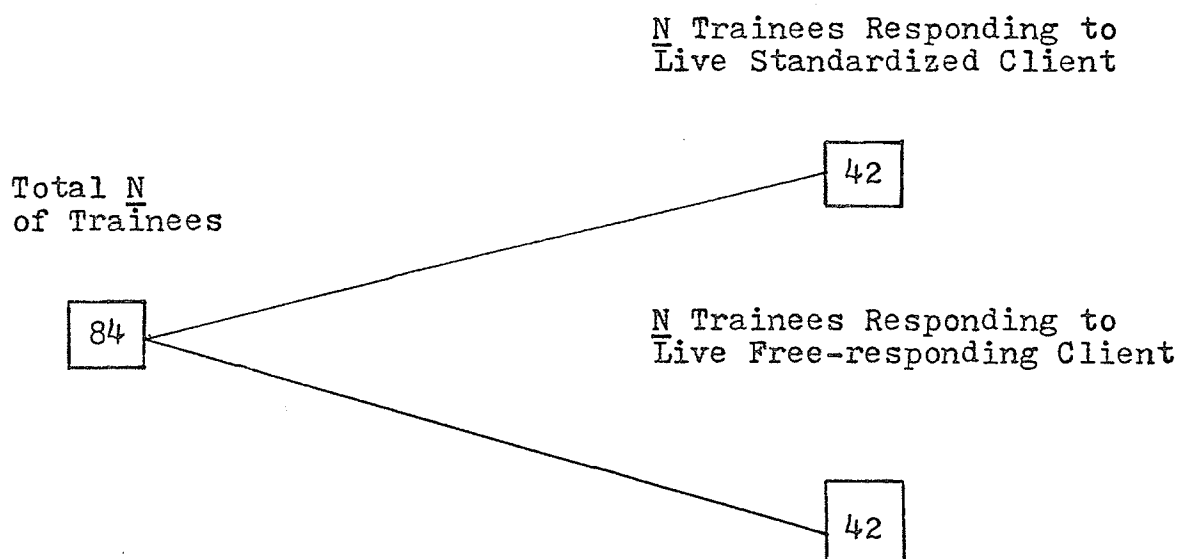 N Trainees Responding to
Live Standardized Client
42
Total N
of Trainees
84
N Trainees Responding to
Live Free-responding Client
42